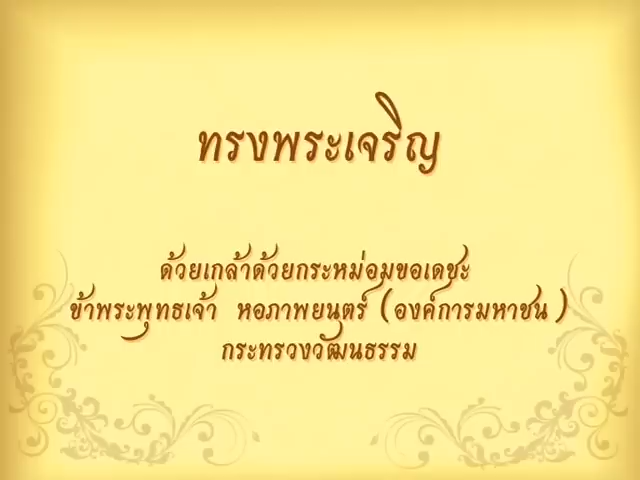 ทรงพระเจริญ
ด้วยเกล้าด้วยกระหม่อมขอเดชะ
ข้าพระพุทธเจ้า หอภาพยนตร์ (องค์การมหาชน )
กระทรวงวัฒนธรรม